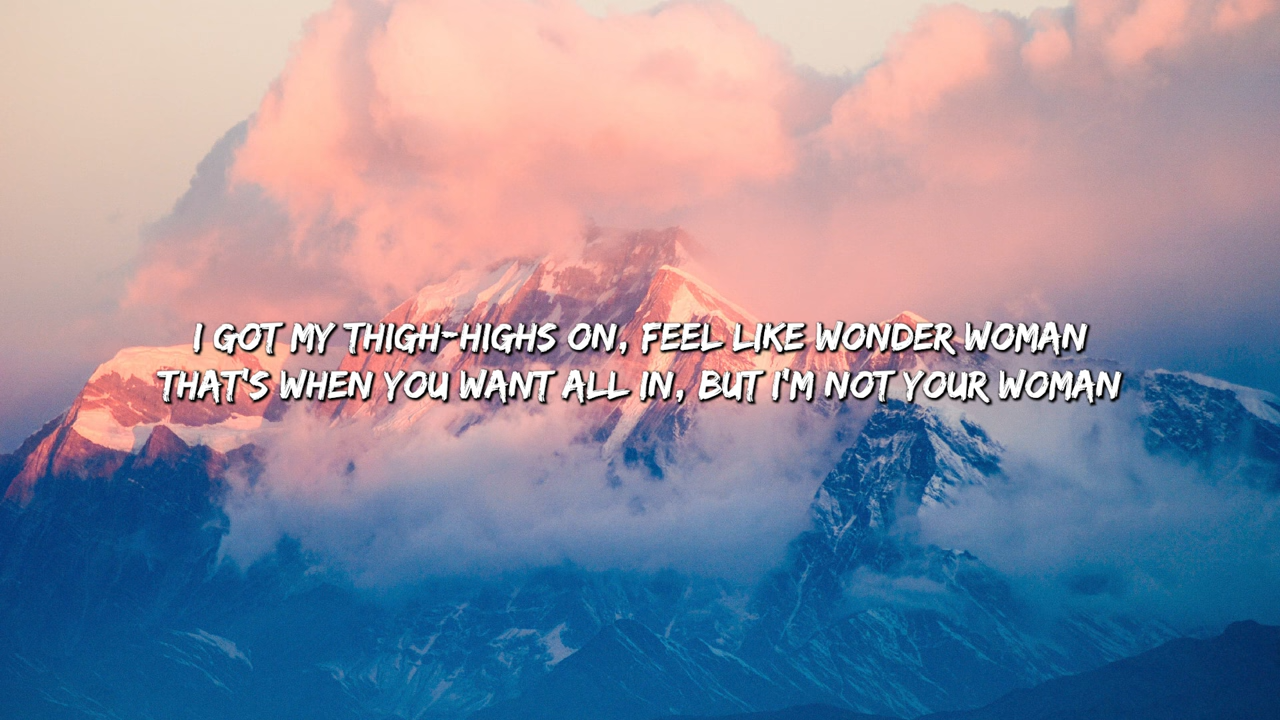 I GOT MY THIGH-HIGHS ON, FEEL LIKE WONDER WOMAN
THAT'S WHEN YOU WANT ALL IN, BUT I'M NOT YOUR WOMAN